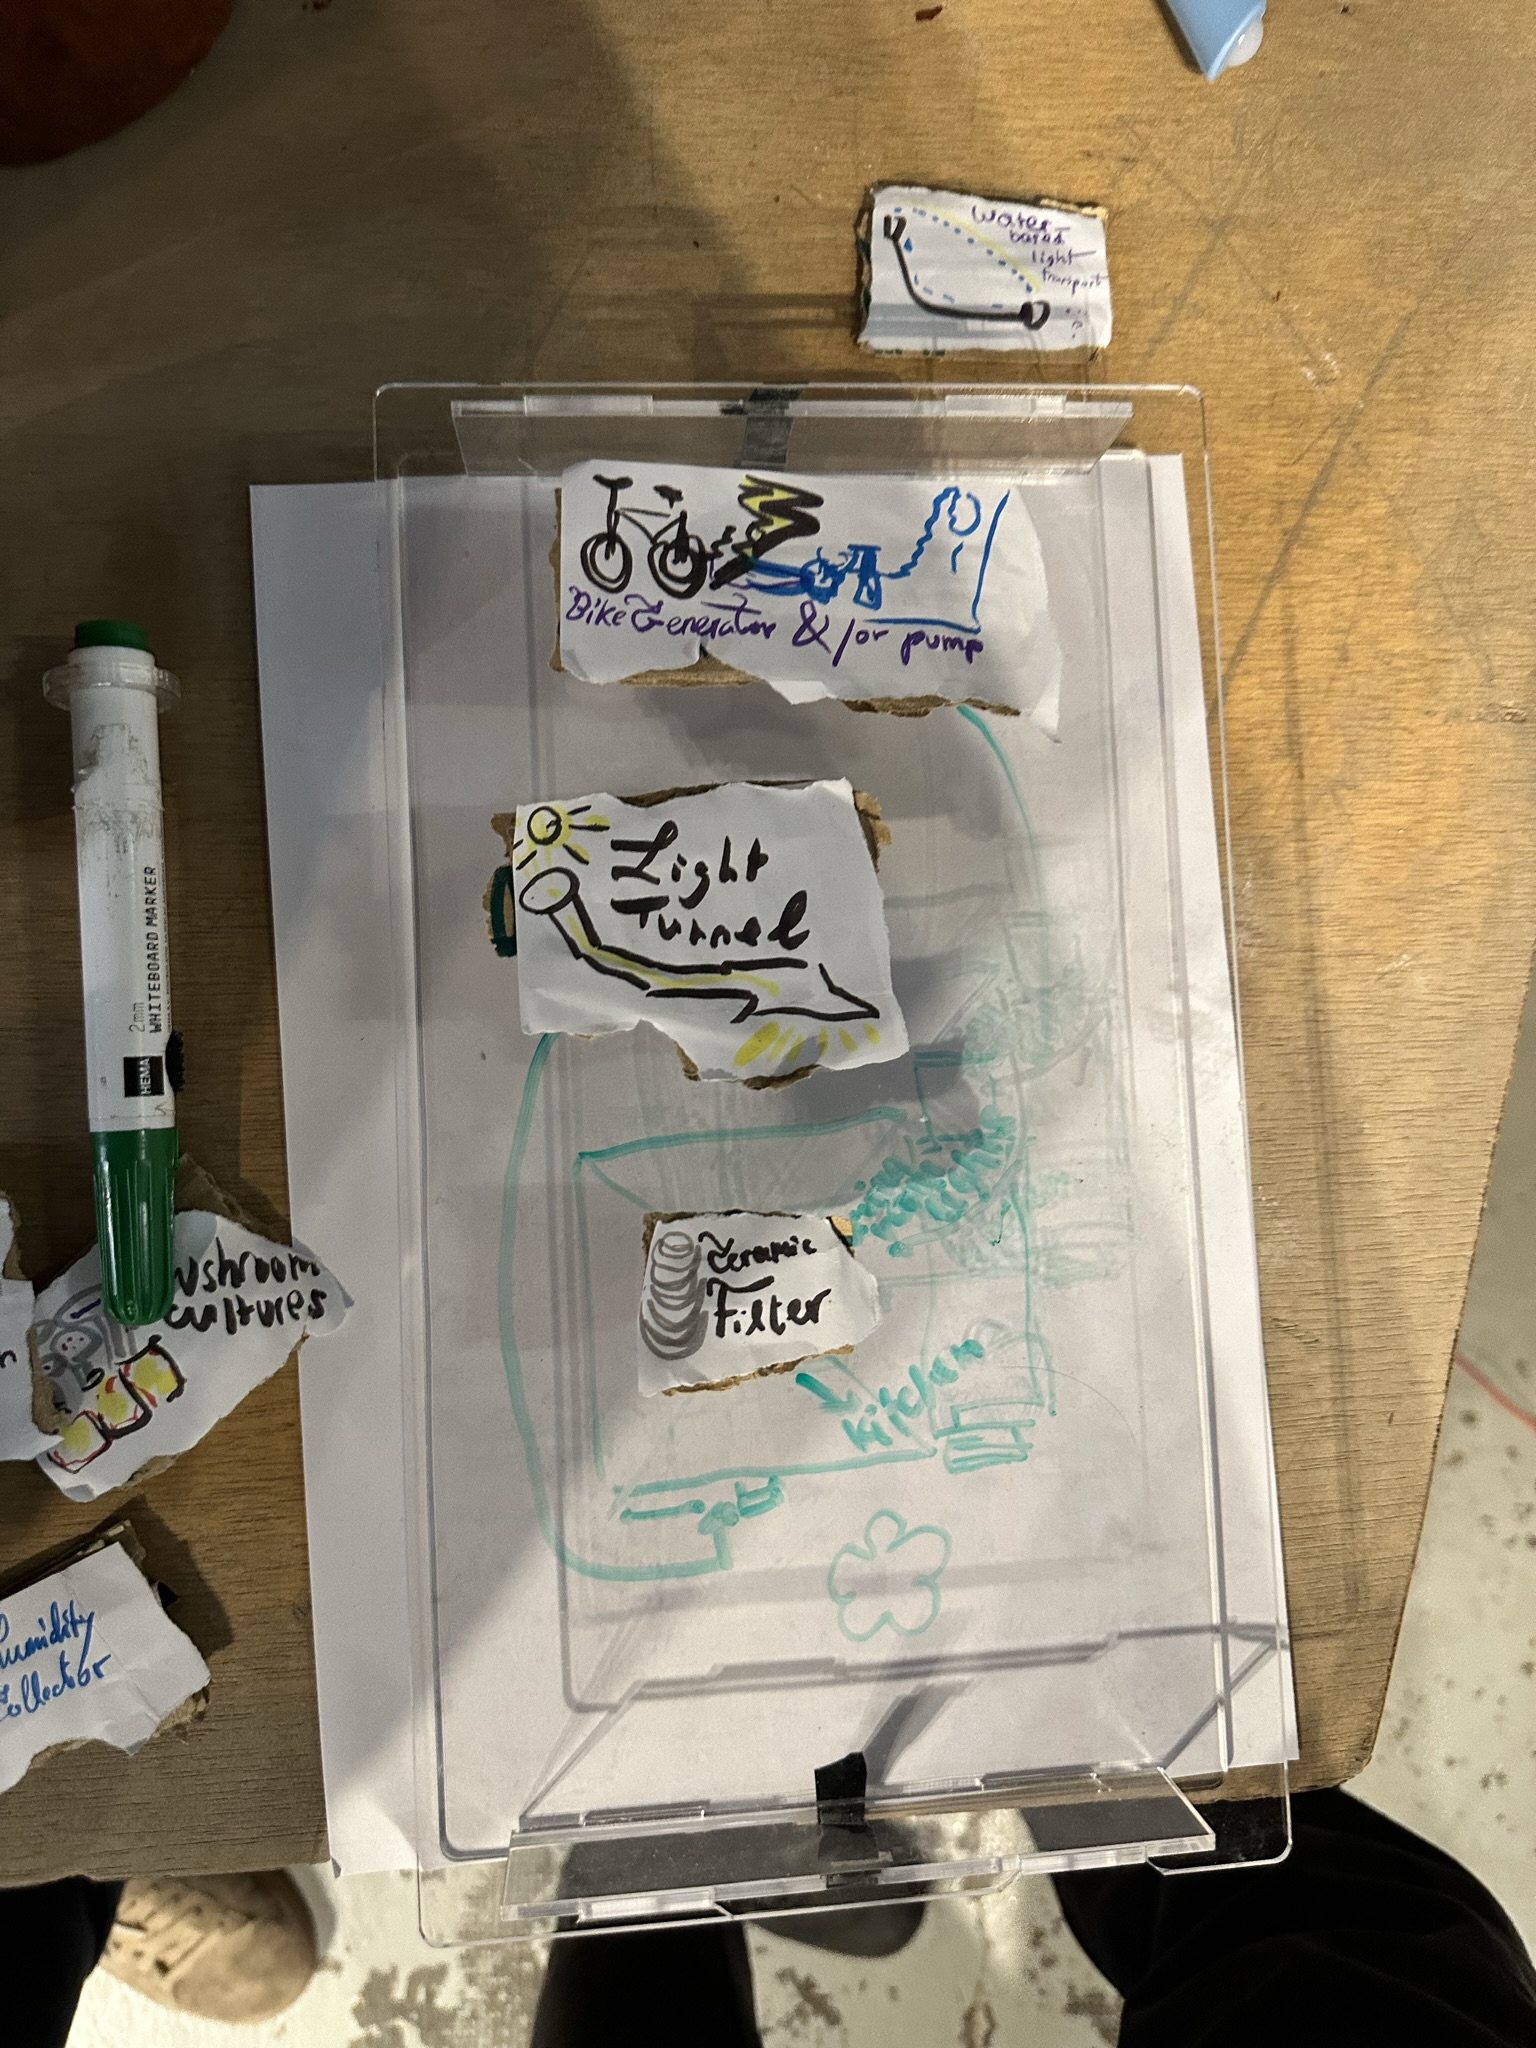 Water-
based
light
transport
i.e.
Bike Generator &/or pump
Light
Tunnel
2mm
WHITEBOARD MARKER
HEMA
ushroom
cultures
Ceramic
Filter
Kitchen
Humidity
Collector